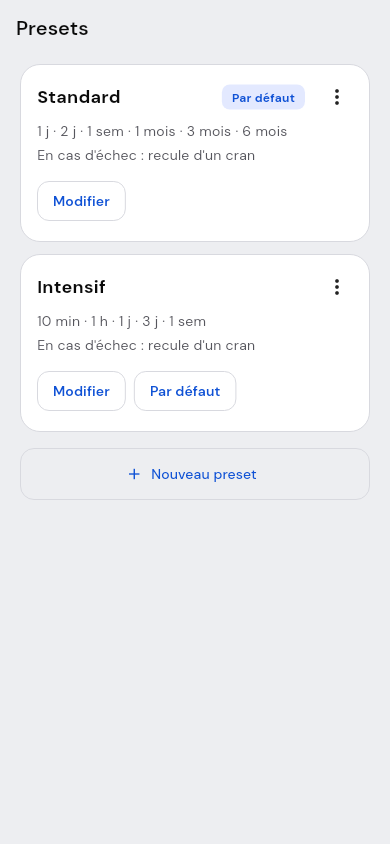 Presets
Standard
Par défaut
1 j · 2 j · 1 sem · 1 mois · 3 mois · 6 mois
En cas d'échec : recule d'un cran
Modifier
Intensif
10 min · 1 h · 1 j · 3 j · 1 sem
En cas d'échec : recule d'un cran
Modifier
Par défaut
+ Nouveau preset